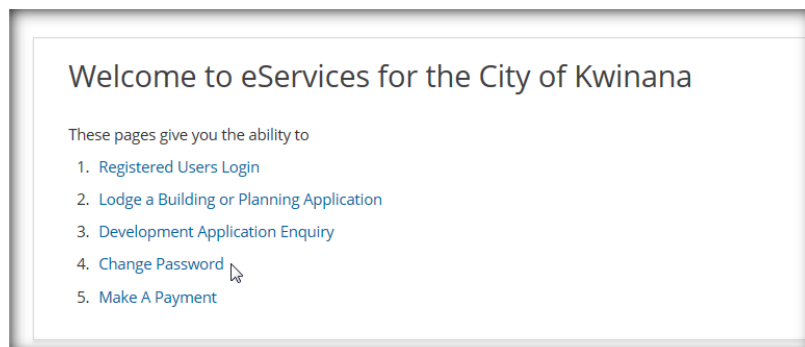 Welcome to eServices for the City of Kwinana
These pages give you the ability to
1. Registered Users Login
2. Lodge a Building or Planning Application
3. Development Application Enquiry
4. Change Password
5. Make A Payment